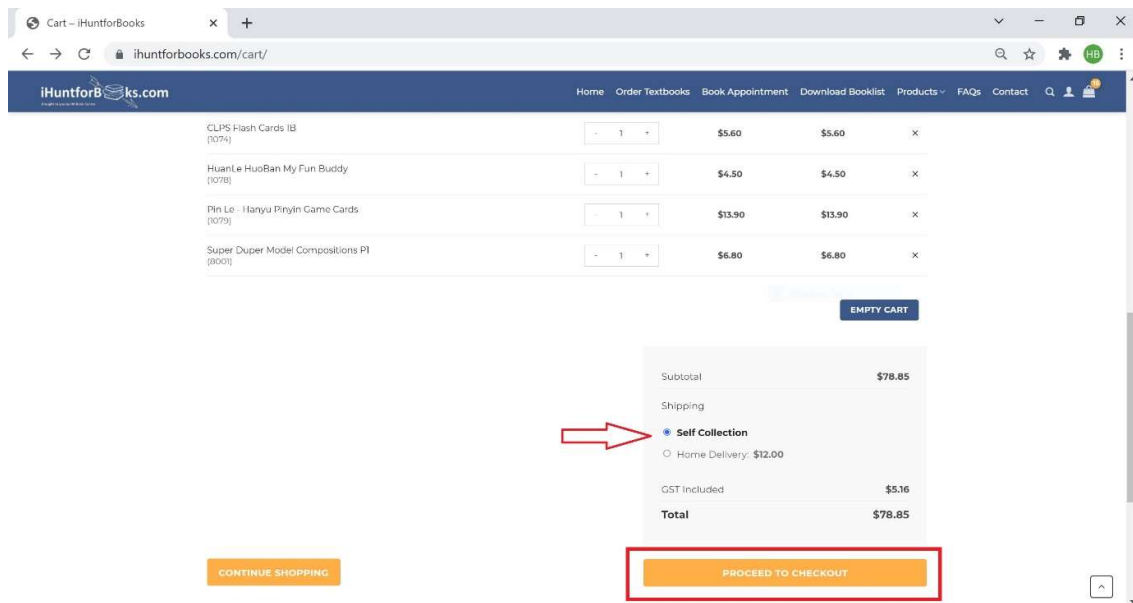 Cart – iHuntforBooks
ihuntforbooks.com/cart/
HB
iHuntforBooks.com
Home Order Textbooks Book Appointment Download Booklist Products FAQs Contact
CLPS Flash Cards 1B
(1074)
- 1 + $5.60 $5.60 ×
HuanLe HuoBan My Fun Buddy
(1078)
- 1 + $4.50 $4.50 ×
Pin Le - Hanyu Pinyin Game Cards
(1079)
- 1 + $13.90 $13.90 ×
Super Duper Model Compositions P1
(8001)
- 1 + $6.80 $6.80 ×
EMPTY CART
Subtotal $78.85
Shipping
Self Collection
Home Delivery: $12.00
GST Included $5.16
Total $78.85
CONTINUE SHOPPING
PROCEED TO CHECKOUT